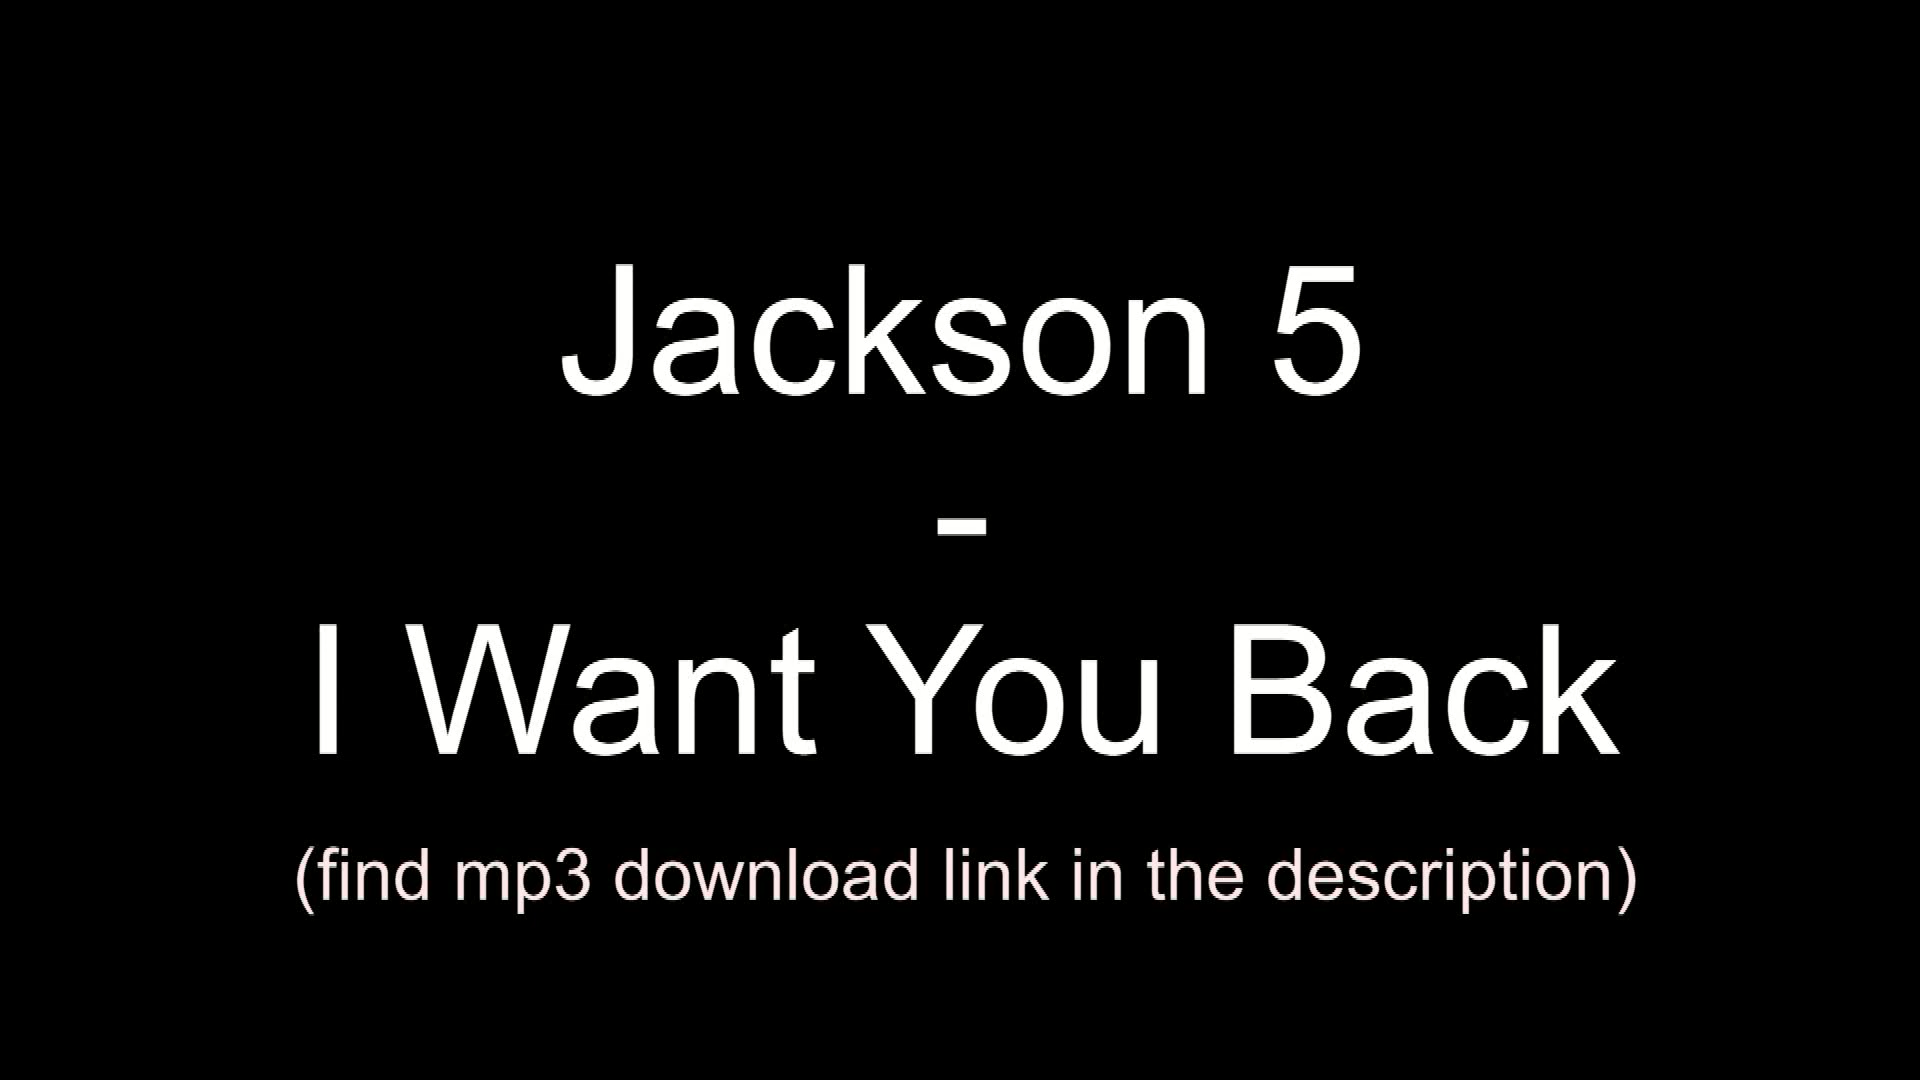 Jackson 5
-
I Want You Back
(find mp3 download link in the description)